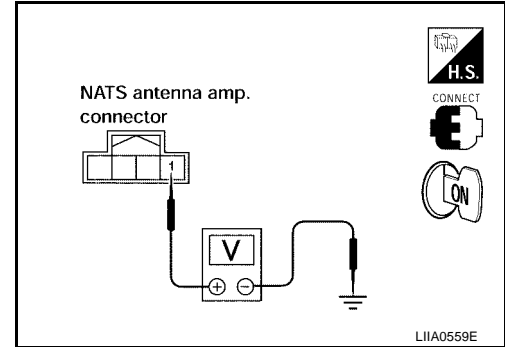 H.S.
NATS antenna amp.
connector
CONNECT
1
ON
V
+ −
LIIA0559E